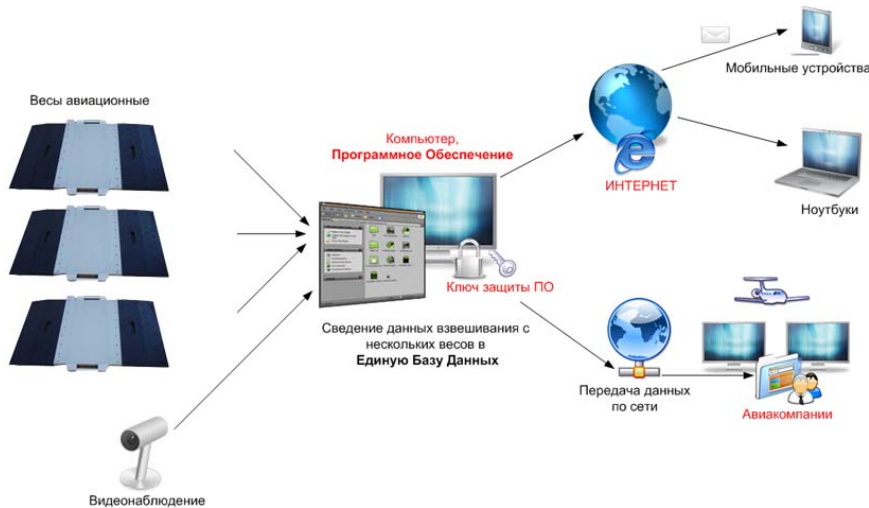 Весы авиационные
Компьютер,
Программное Обеспечение
Ключ защиты ПО
Сведение данных взвешивания с
нескольких весов в
Единую Базу Данных
Видеонаблюдение
ИНТЕРНЕТ
Мобильные устройства
Ноутбуки
Передача данных
по сети
Авиакомпании